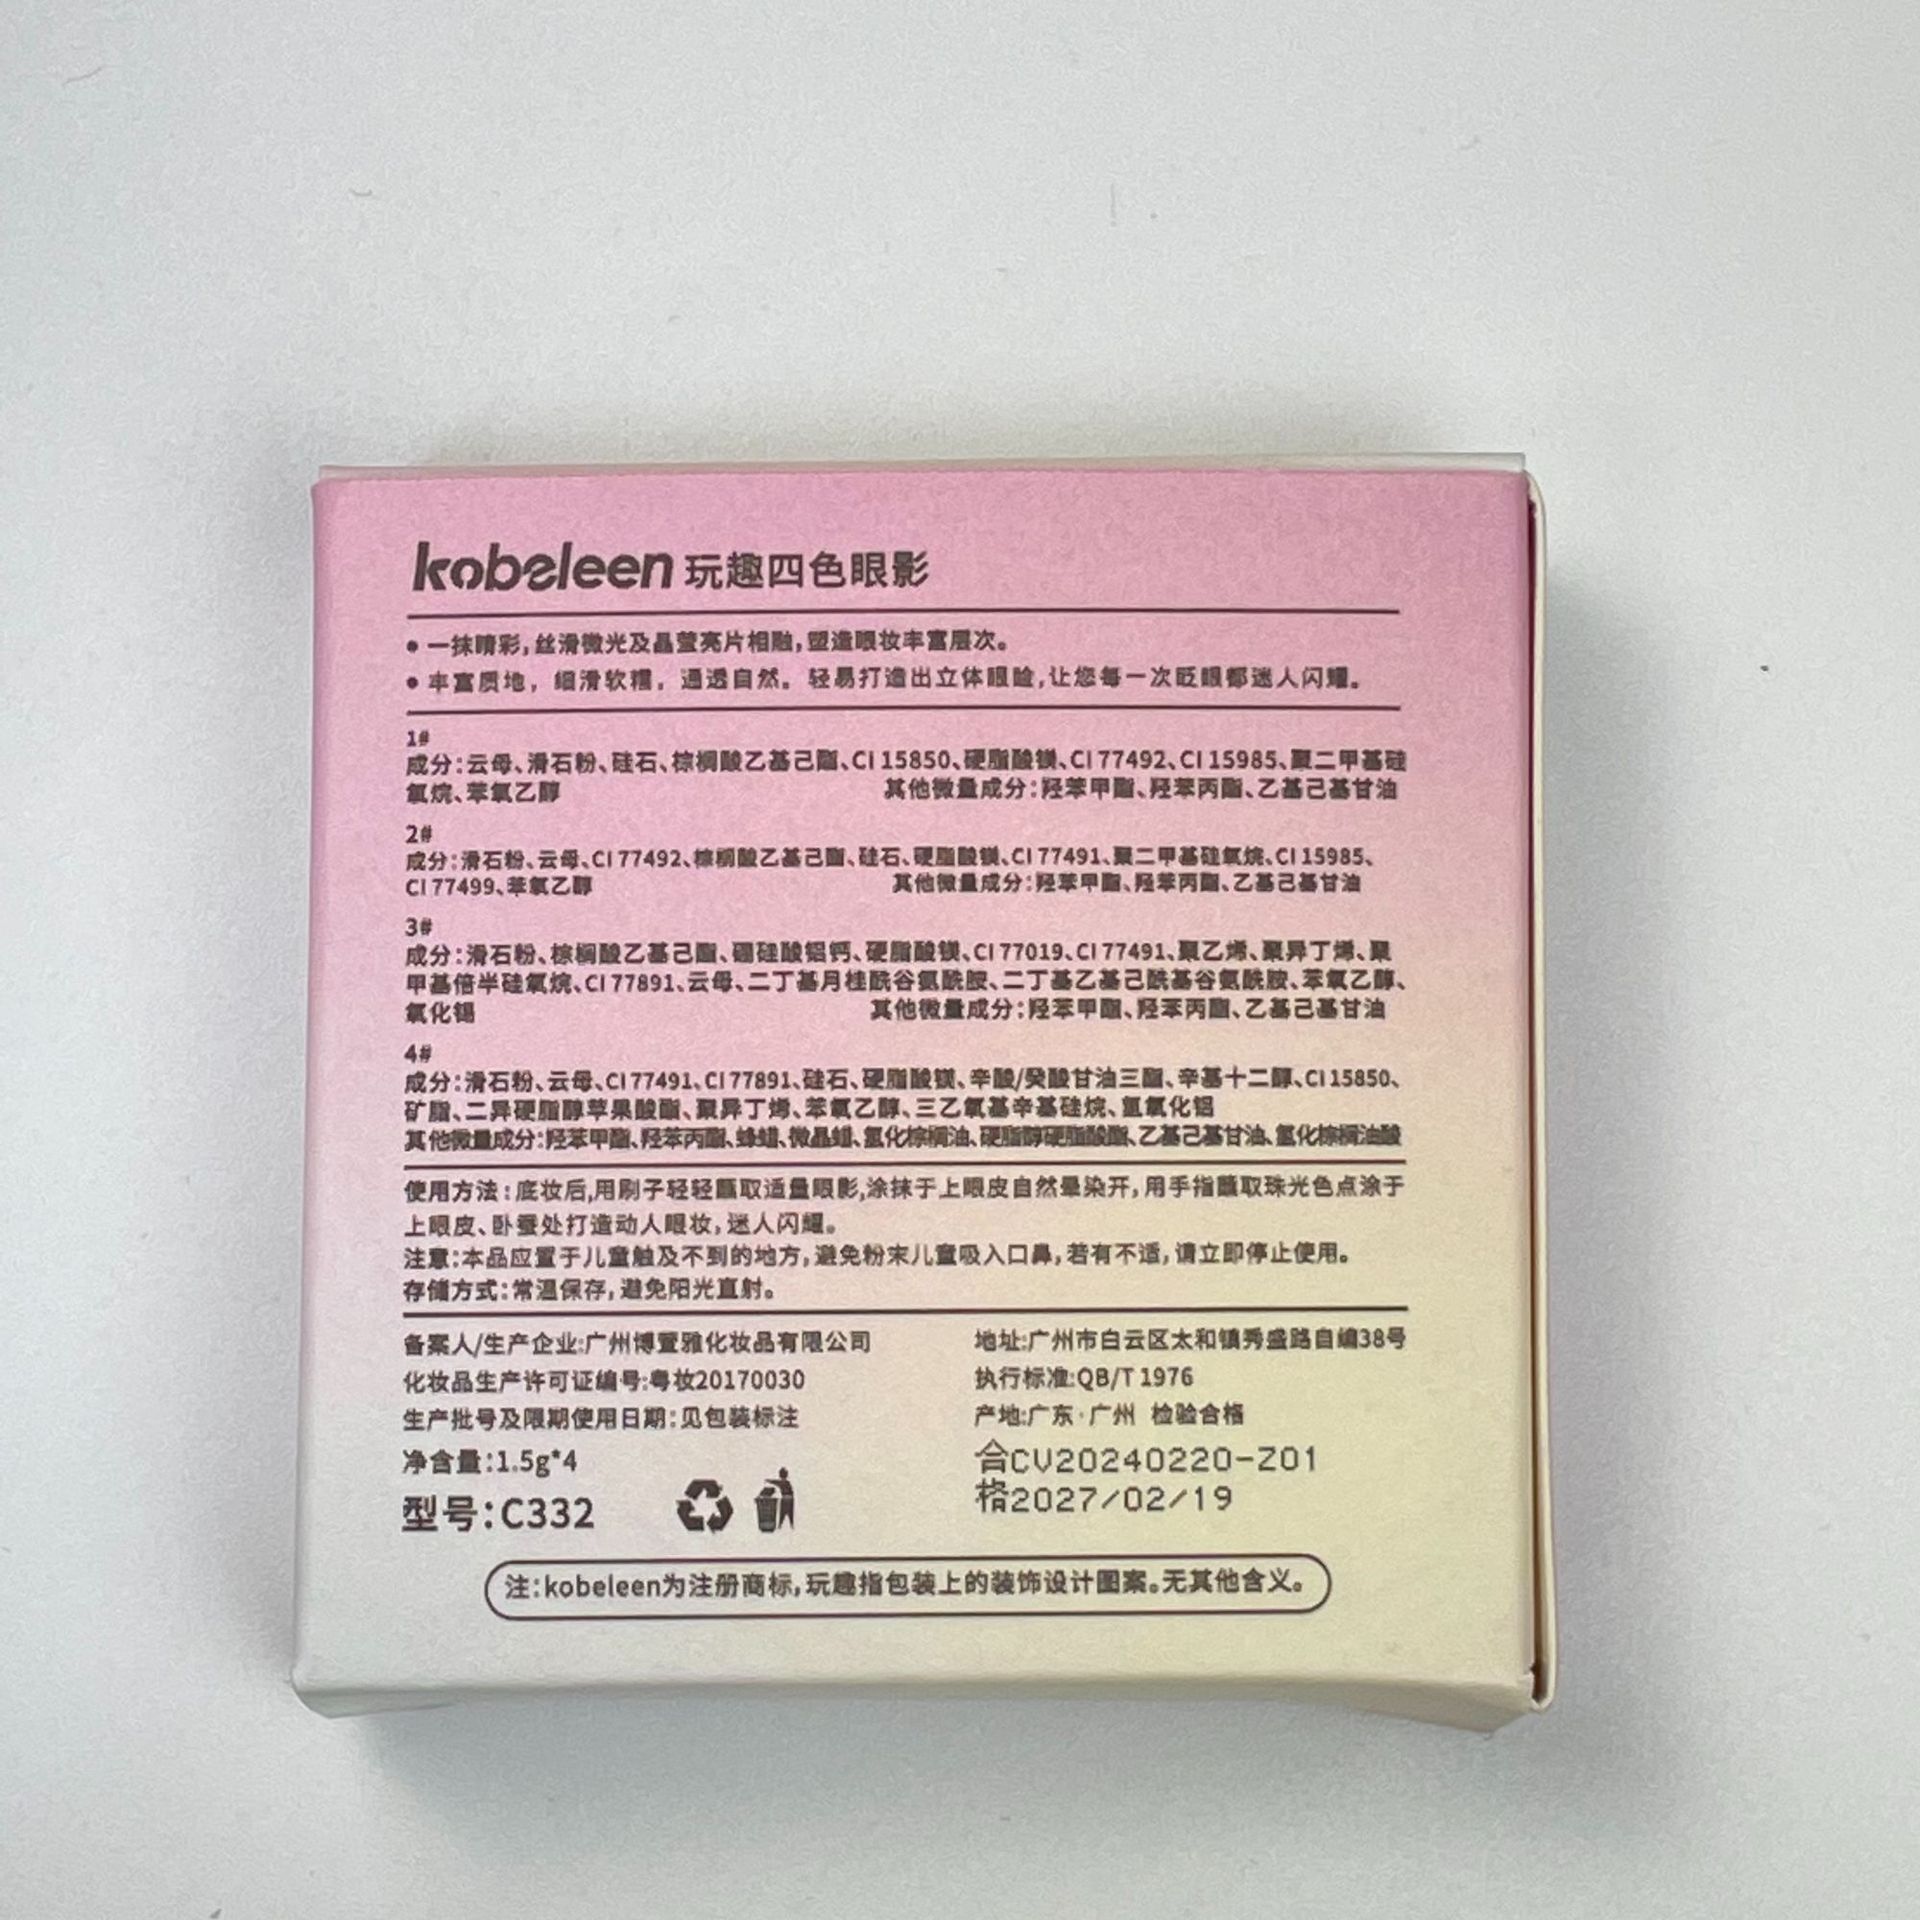 kobeleen 玩趣四色眼影
• 一抹睛彩,丝滑微光及晶莹亮片相融,塑造眼妆丰富层次。
• 丰富质地，细滑软糯，通透自然。轻易打造出立体眼睑,让您每一次眨眼都迷人闪耀。
1#
成分:云母、滑石粉、硅石、棕榈酸乙基己酯、CI 15850、硬脂酸镁、CI 77492、CI 15985、聚二甲基硅
氧烷、苯氧乙醇 其他微量成分:羟苯甲酯、羟苯丙酯、乙基己基甘油
2#
成分:滑石粉、云母、CI 77492、棕榈酸乙基己酯、硅石、硬脂酸镁、CI 77491、聚二甲基硅氧烷、CI 15985、
CI 77499、苯氧乙醇 其他微量成分:羟苯甲酯、羟苯丙酯、乙基己基甘油
3#
成分:滑石粉、棕榈酸乙基己酯、硼硅酸铝钙、硬脂酸镁、CI 77019、CI 77491、聚乙烯、聚异丁烯、聚
甲基倍半硅氧烷、CI 77891、云母、二丁基月桂酰谷氨酰胺、二丁基乙基己酰基谷氨酰胺、苯氧乙醇、
氧化锡 其他微量成分:羟苯甲酯、羟苯丙酯、乙基己基甘油
4#
成分:滑石粉、云母、CI 77491、CI 77891、硅石、硬脂酸镁、辛酸/癸酸甘油三酯、辛基十二醇、CI 15850、
矿脂、二异硬脂醇苹果酸酯、聚异丁烯、苯氧乙醇、三乙氧基辛基硅烷、氢氧化铝
其他微量成分:羟苯甲酯、羟苯丙酯、蜂蜡、微晶蜡、氢化棕榈油、硬脂醇硬脂酸酯、乙基己基甘油、氢化棕榈油酸
使用方法:底妆后,用刷子轻轻蘸取适量眼影,涂抹于上眼皮自然晕染开,用手指蘸取珠光色点涂于
上眼皮、卧蚕处打造动人眼妆,迷人闪耀。
注意:本品应置于儿童触及不到的地方,避免粉末儿童吸入口鼻,若有不适,请立即停止使用。
存储方式:常温保存,避免阳光直射。
备案人/生产企业:广州博萱雅化妆品有限公司
地址:广州市白云区太和镇秀盛路自编38号
化妆品生产许可证编号:粤妆20170030
执行标准:QB/T 1976
生产批号及限期使用日期:见包装标注
产地:广东·广州 检验合格
净含量:1.5g*4
合CV20240220-Z01
型号:C332
格2027/02/19
注:kobeleen为注册商标,玩趣指包装上的装饰设计图案。无其他含义。